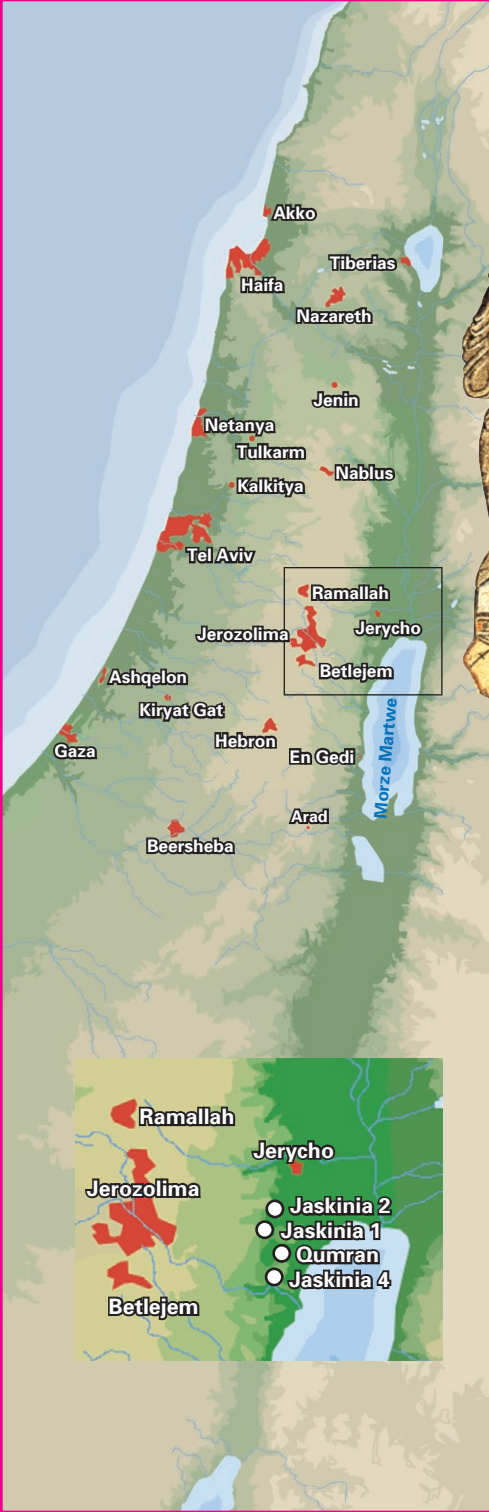 Akko
Tiberias
Haifa
Nazareth
Jenin
Netanya
Tulkarm
Nablus
Kalkitya
Tel Aviv
Ramallah
Jerycho
Jerozolima
Betlejem
Ashqelon
Kiryat Gat
Hebron
Gaza
En Gedi
Morze Martwe
Arad
Beersheba
Ramallah
Jerycho
Jerozolima
Jaskinia 2
Jaskinia 1
Qumran
Jaskinia 4
Betlejem